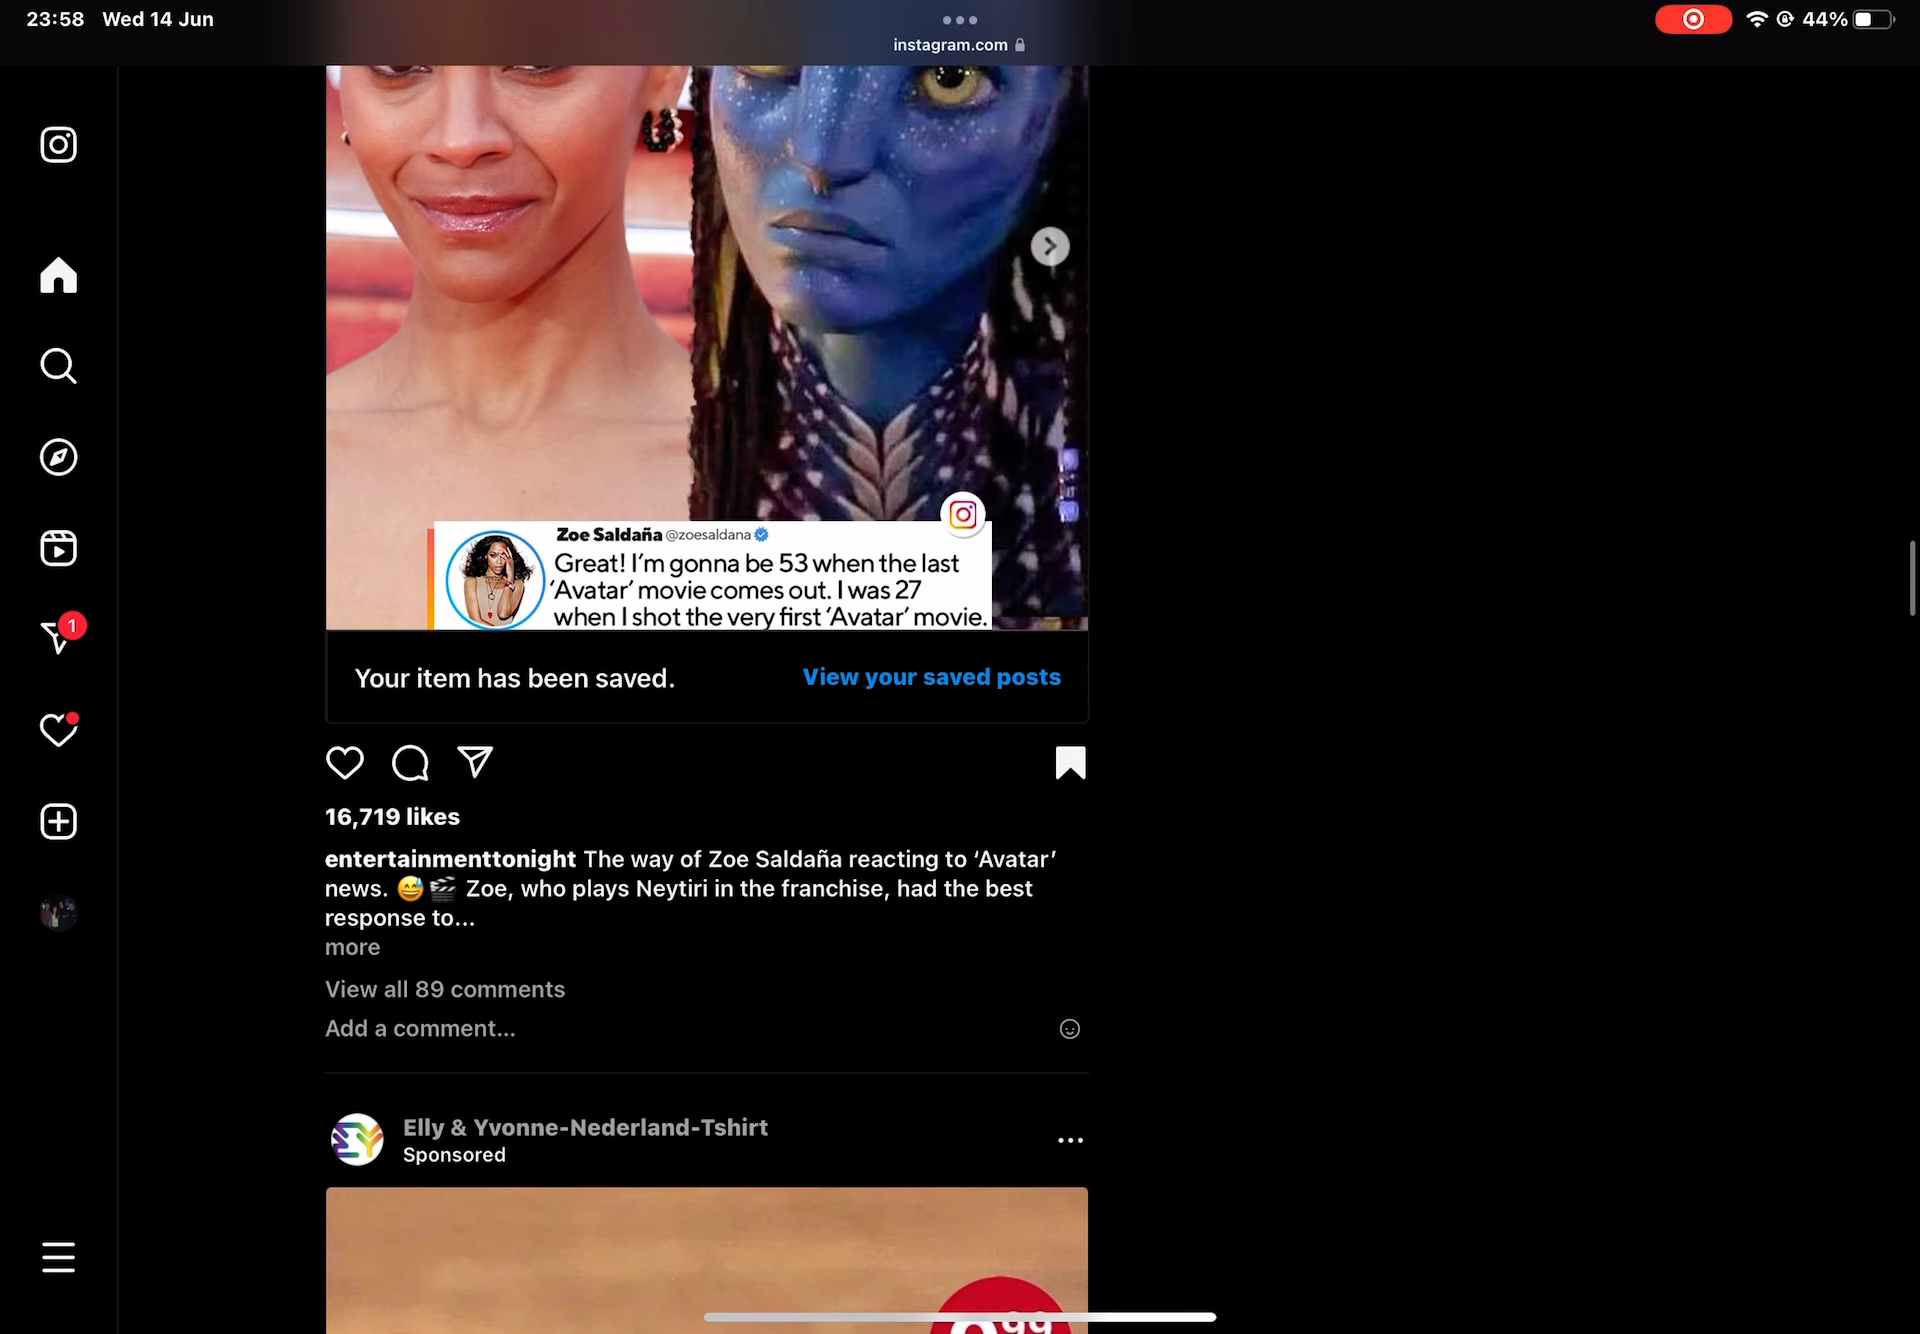 23:58 Wed 14 Jun
instagram.com
44%
Zoe Saldaña @zoesaldana
Great! I'm gonna be 53 when the last
'Avatar' movie comes out. I was 27
when I shot the very first 'Avatar' movie.
Your item has been saved.
View your saved posts
1
16,719 likes
entertainmenttonight The way of Zoe Saldaña reacting to ‘Avatar’
news. 😅🎬 Zoe, who plays Neytiri in the franchise, had the best
response to...
more
View all 89 comments
Add a comment...
EY
Elly & Yvonne-Nederland-Tshirt
Sponsored